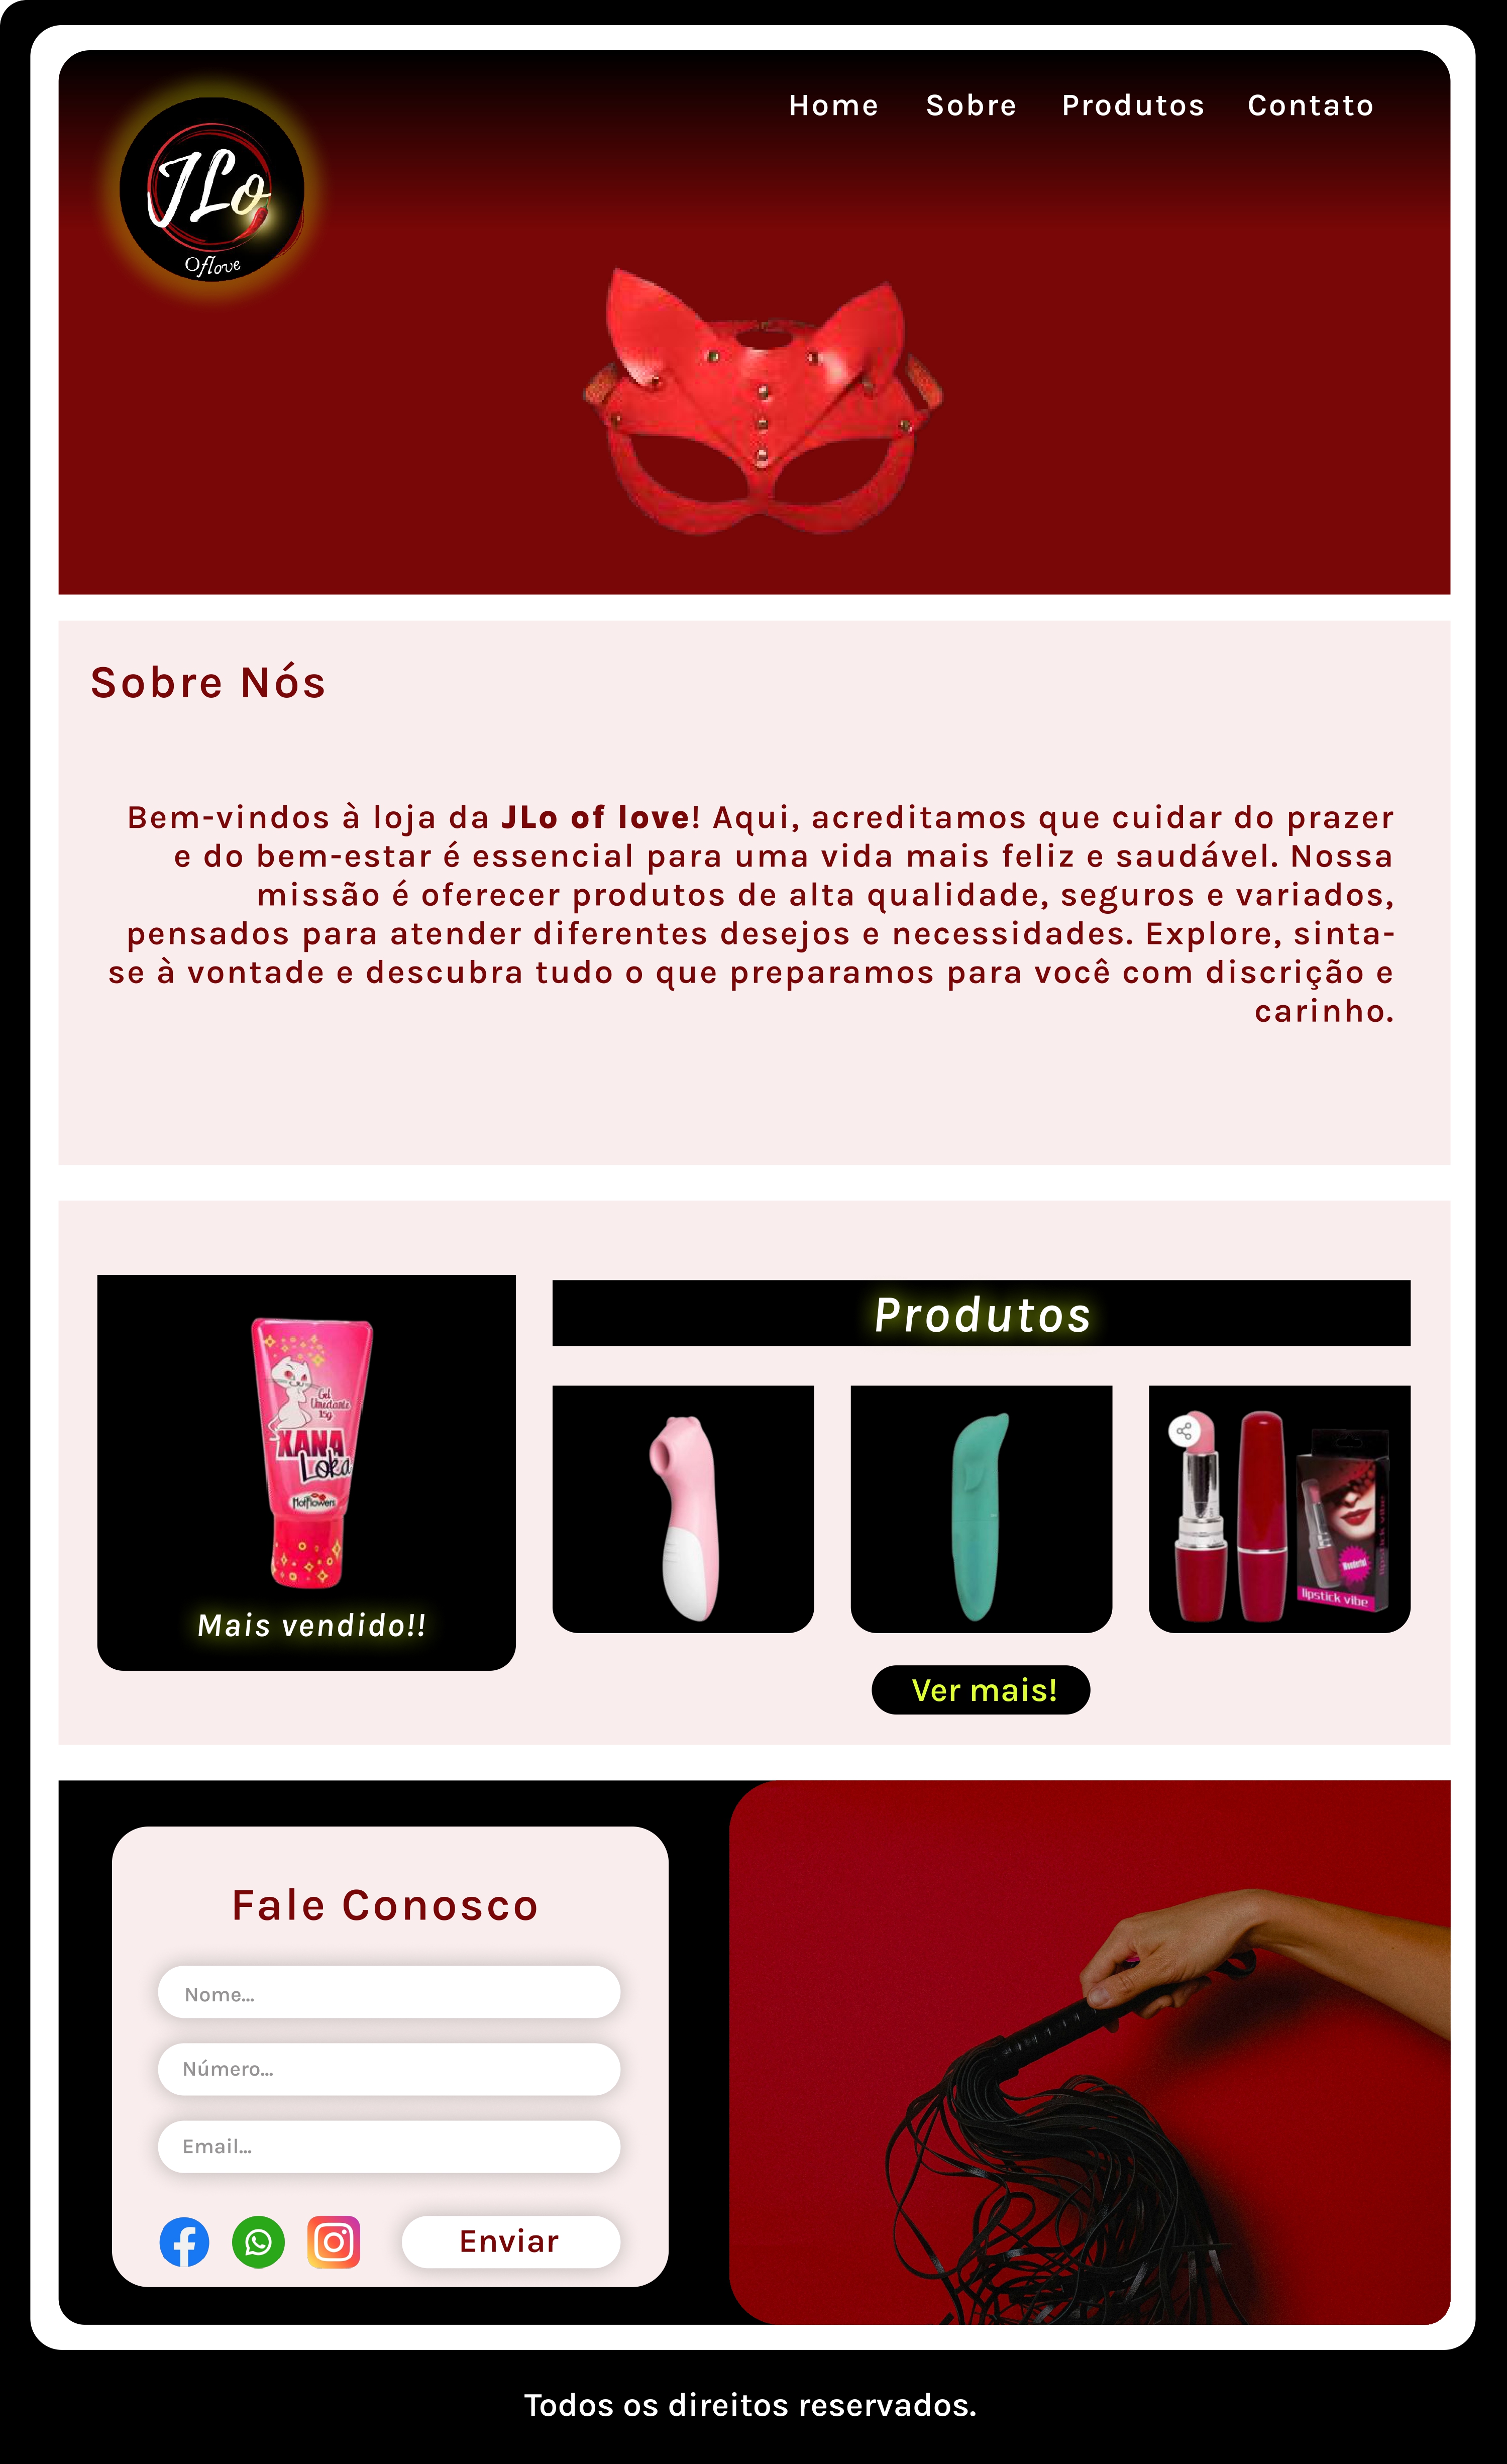 Home Sobre Produtos Contato
JLo
Oflove
Sobre Nós
Bem-vindos à loja da JLo of love! Aqui, acreditamos que cuidar do prazer
e do bem-estar é essencial para uma vida mais feliz e saudável. Nossa
missão é oferecer produtos de alta qualidade, seguros e variados,
pensados para atender diferentes desejos e necessidades. Explore, sinta-
se à vontade e descubra tudo o que preparamos para você com discrição e
carinho.
Gel
15g
XANA
Loka
Hotflowers
Mais vendido!!
Produtos
Wonderful
lipstick vibe
lipstick vibe
Ver mais!
Fale Conosco
Nome...
Número...
Email...
Enviar
Todos os direitos reservados.